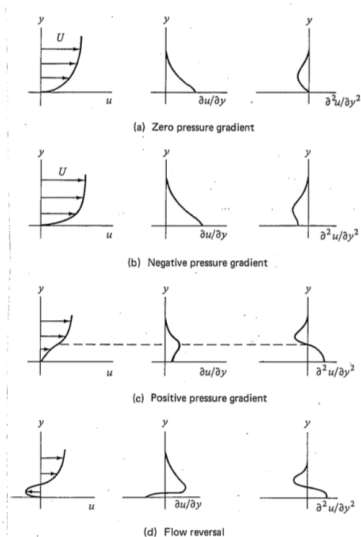 y y y
U
u ∂u/∂y ∂²u/∂y²
(a) Zero pressure gradient
y y y
U
u ∂u/∂y ∂²u/∂y²
(b) Negative pressure gradient
y y y
u ∂u/∂y ∂²u/∂y²
(c) Positive pressure gradient
y y y
u ∂u/∂y ∂²u/∂y²
(d) Flow reversal